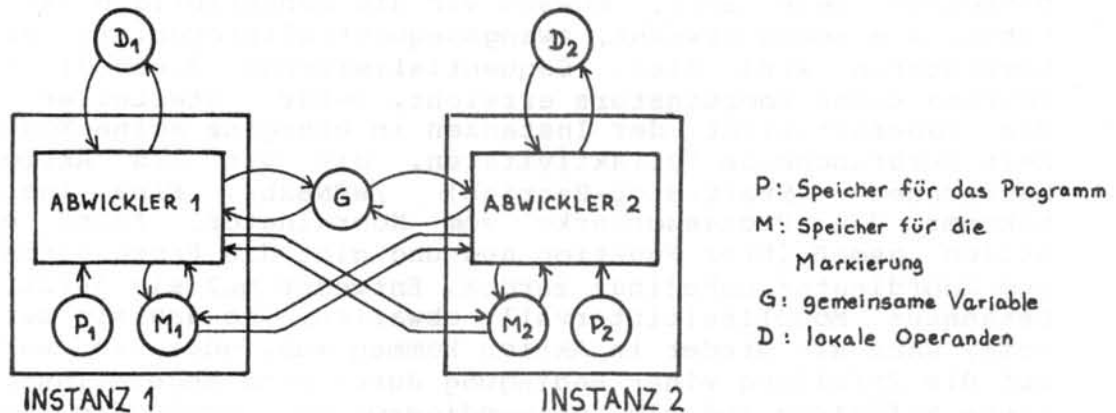 D₁
D₂
ABWICKLER 1
G
ABWICKLER 2
P₁
M₁
M₂
P₂
INSTANZ 1
INSTANZ 2
P: Speicher für das Programm
M: Speicher für die
Markierung
G: gemeinsame Variable
D: lokale Operanden